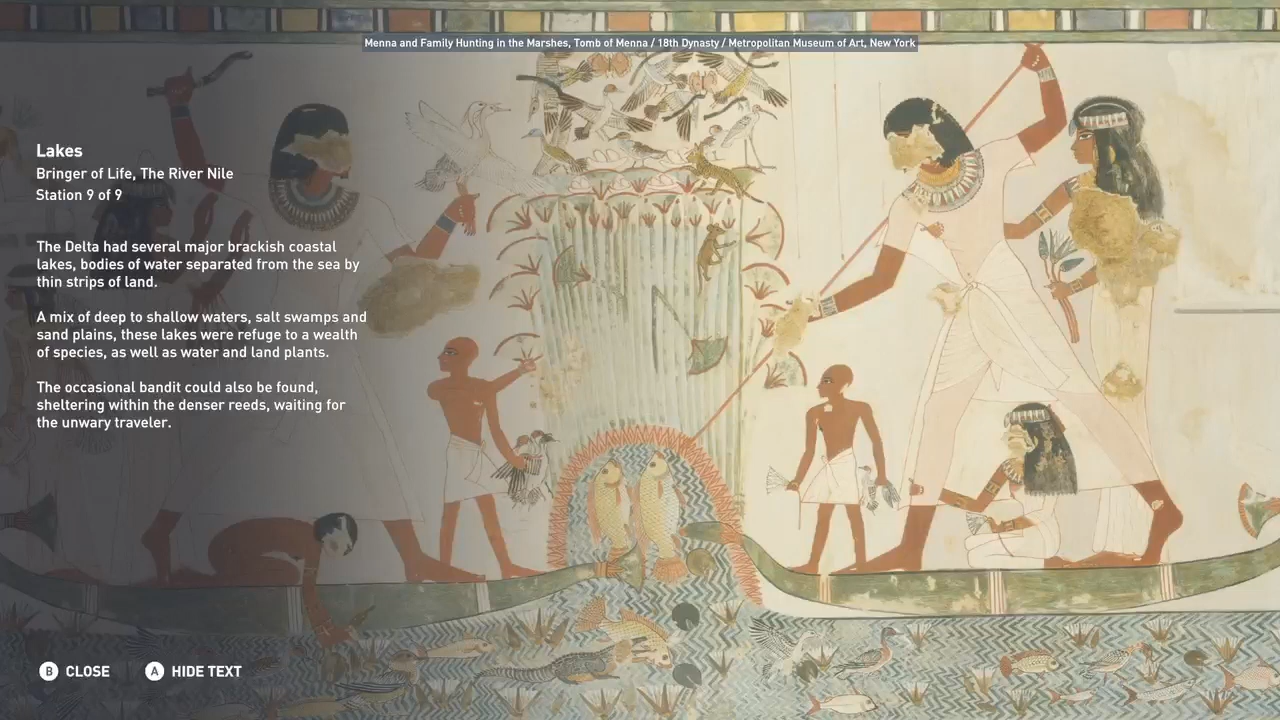 Menna and Family Hunting in the Marshes, Tomb of Menna / 18th Dynasty / Metropolitan Museum of Art, New York
Lakes
Bringer of Life, The River Nile
Station 9 of 9
The Delta had several major brackish coastal
lakes, bodies of water separated from the sea by
thin strips of land.
A mix of deep to shallow waters, salt swamps and
sand plains, these lakes were refuge to a wealth
of species, as well as water and land plants.
The occasional bandit could also be found,
sheltering within the denser reeds, waiting for
the unwary traveler.
B CLOSE
A HIDE TEXT